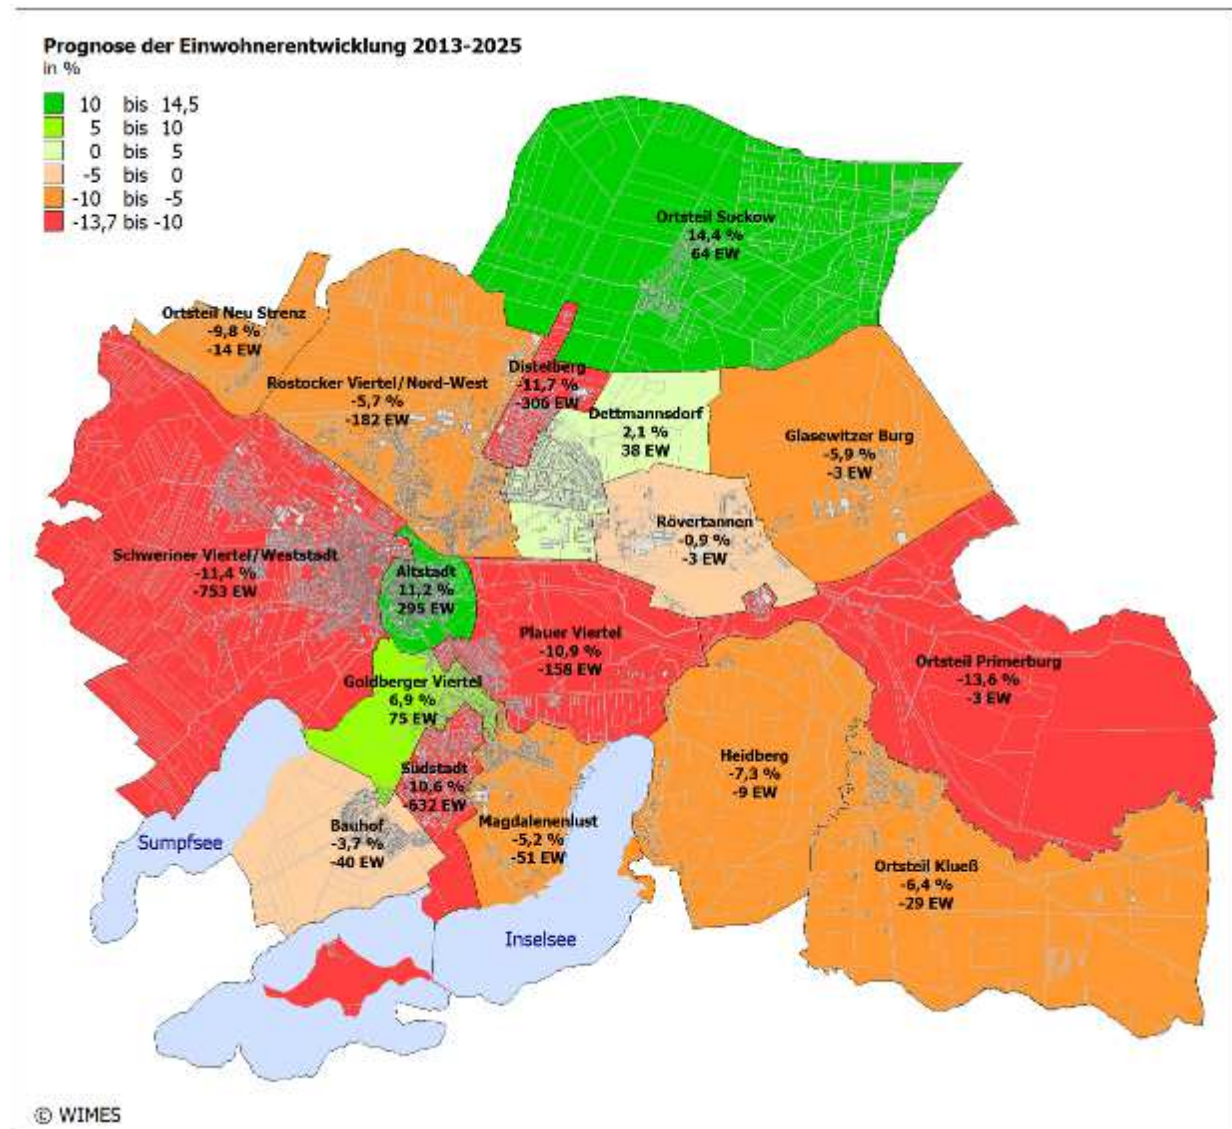 Prognose der Einwohnerentwicklung 2013-2025
in %
10 bis 14,5
5 bis 10
0 bis 5
-5 bis 0
-10 bis -5
-13,7 bis -10
Ortsteil Suckow
14,4 %
64 EW
Ortsteil Neu Strenz
-9,8 %
-14 EW
Rostocker Viertel/Nord-West
-5,7 %
-182 EW
Distelberg
-11,7 %
-306 EW
Dettmannsdorf
2,1 %
38 EW
Glasewitzer Burg
-5,9 %
-3 EW
Rövertannen
-0,9 %
-3 EW
Schweriner Viertel/Weststadt
-11,4 %
-753 EW
Altstadt
11,2 %
295 EW
Plauer Viertel
-10,9 %
-158 EW
Ortsteil Primerburg
-13,6 %
-3 EW
Goldberger Viertel
6,9 %
75 EW
Heidberg
-7,3 %
-9 EW
Südstadt
-10,6 %
-632 EW
Magdalenenlust
-5,2 %
-51 EW
Bauhof
-3,7 %
-40 EW
Sumpfsee
Ortsteil Klueß
-6,4 %
-29 EW
Inselsee
© WIMES